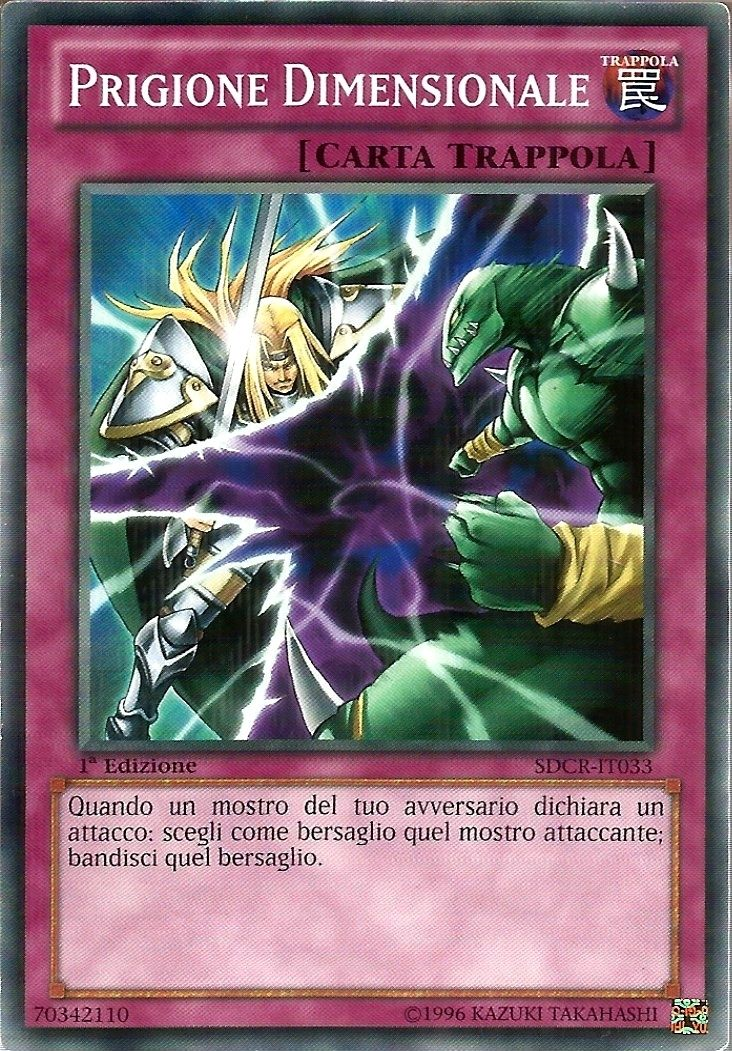 PRIGIONE DIMENSIONALE
TRAPPOLA
罠
[CARTA TRAPPOLA]
1ª Edizione
SDCR-IT033
Quando un mostro del tuo avversario dichiara un
attacco: scegli come bersaglio quel mostro attaccante;
bandisci quel bersaglio.
70342110
©1996 KAZUKI TAKAHASHI